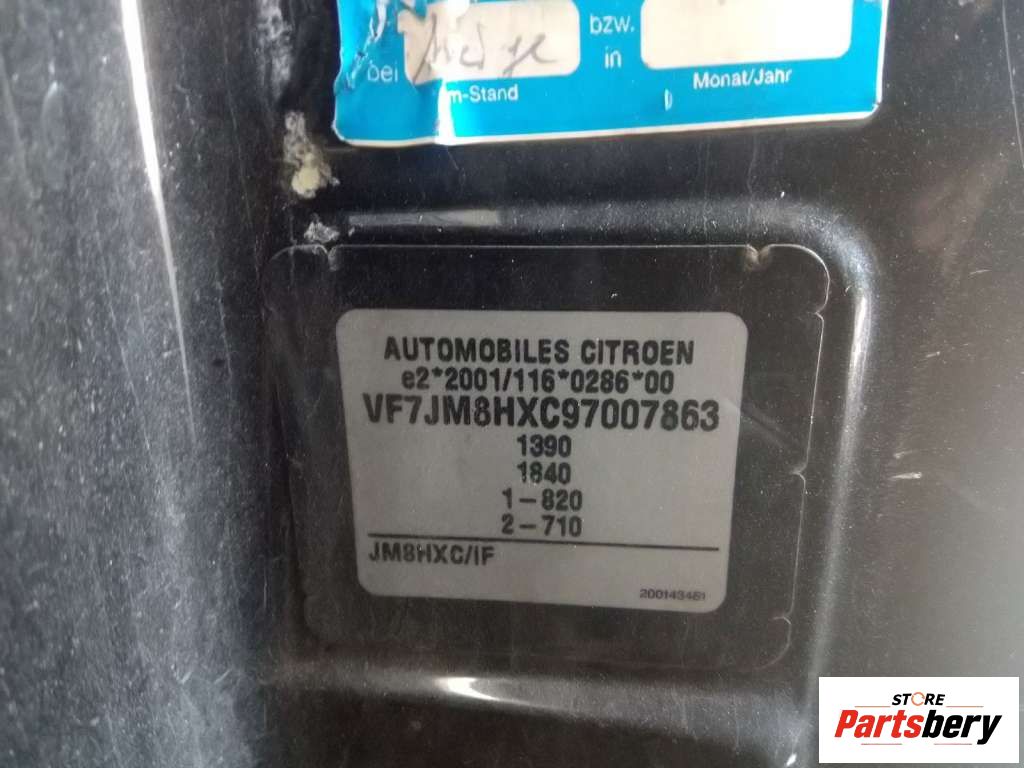 bei
bzw.
in
m-Stand
Monat/Jahr
AUTOMOBILES CITROEN
e2*2001/116*0286*00
VF7JM8HXC97007863
1390
1840
1-820
2-710
JM8HXC/IF
200143461
STORE
Partsbery